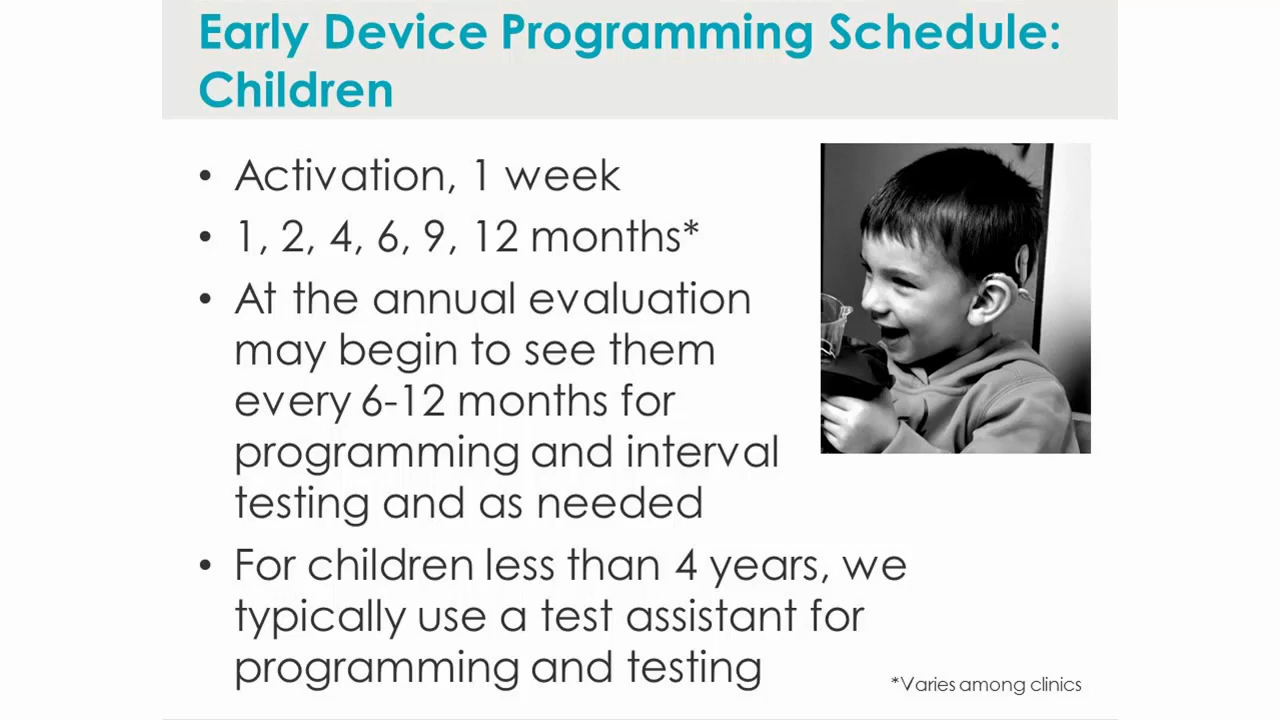 Early Device Programming Schedule:
Children
• Activation, 1 week
• 1, 2, 4, 6, 9, 12 months*
• At the annual evaluation
may begin to see them
every 6-12 months for
programming and interval
testing and as needed
• For children less than 4 years, we
typically use a test assistant for
programming and testing
*Varies among clinics